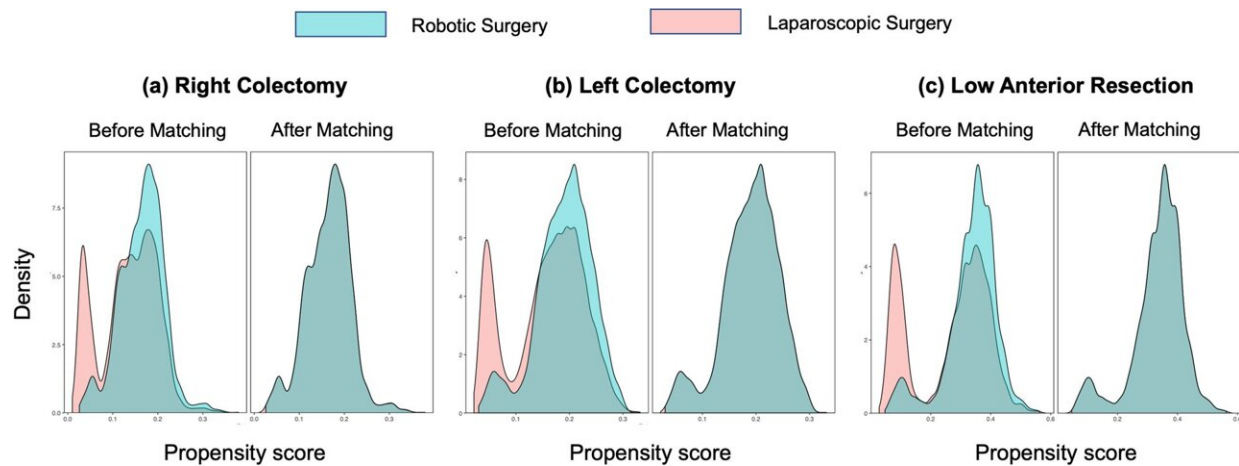 Robotic Surgery
Laparoscopic Surgery
(a) Right Colectomy
(b) Left Colectomy
(c) Low Anterior Resection
Before Matching
After Matching
Before Matching
After Matching
Before Matching
After Matching
Density
7.5
5.0
2.5
0.0
8
6
4
2
0
6
4
2
0
0.0 0.1 0.2 0.3
0.0 0.1 0.2 0.3
0.1 0.2 0.3
0.1 0.2 0.3
0.2 0.4 0.6
0.2 0.4
Propensity score
Propensity score
Propensity score